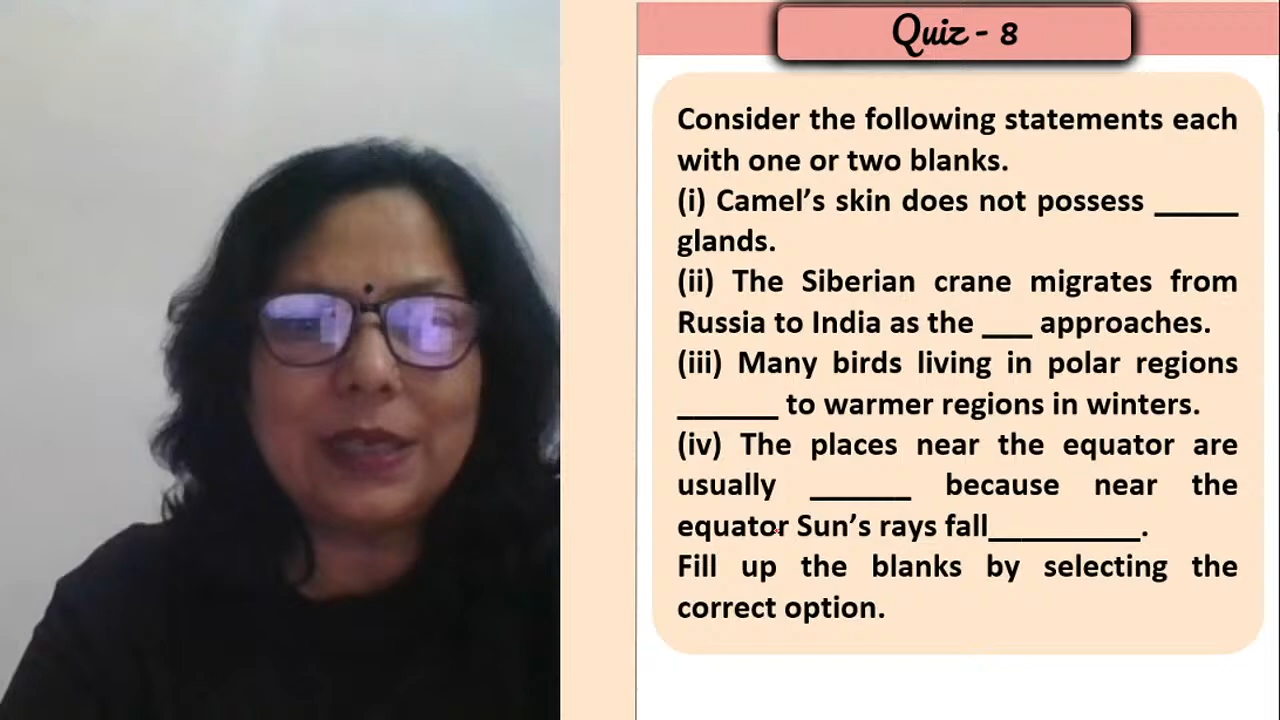 Quiz - 8
Consider the following statements each
with one or two blanks.
(i) Camel's skin does not possess _____
glands.
(ii) The Siberian crane migrates from
Russia to India as the ___ approaches.
(iii) Many birds living in polar regions
______ to warmer regions in winters.
(iv) The places near the equator are
usually ______ because near the
equator Sun's rays fall_________.
Fill up the blanks by selecting the
correct option.